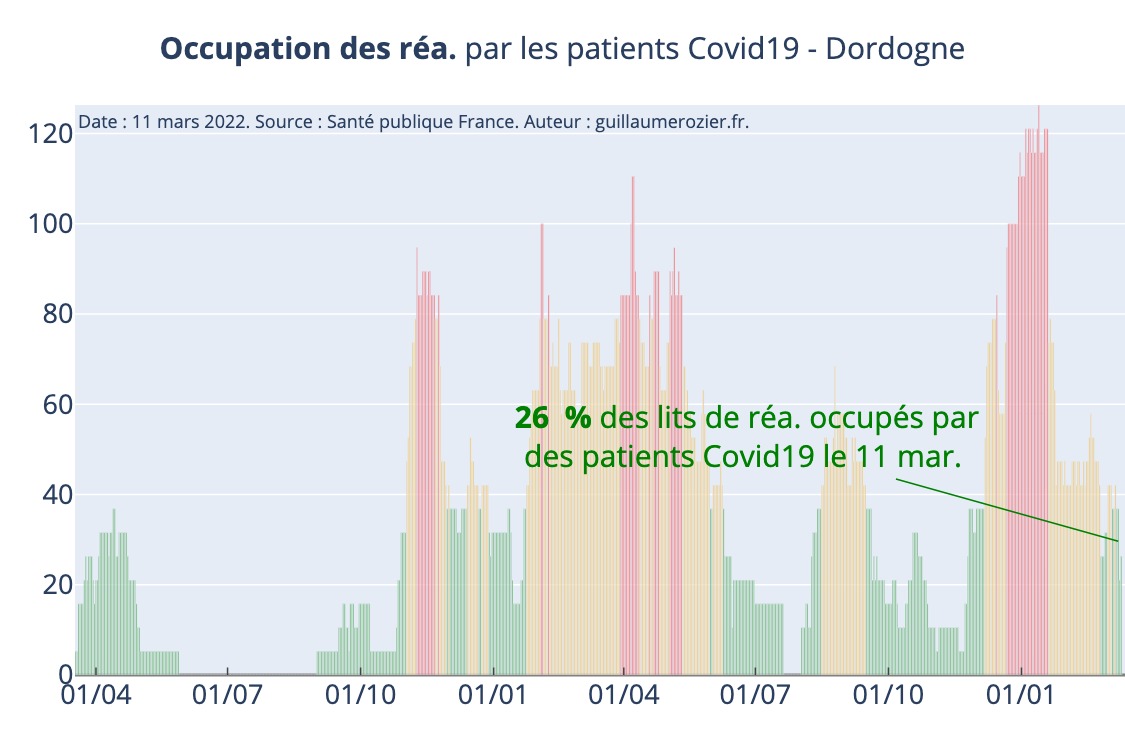 Occupation des réa. par les patients Covid19 - Dordogne
Date : 11 mars 2022. Source : Santé publique France. Auteur : guillaumerozier.fr.
120
100
80
60
40
20
0
26 % des lits de réa. occupés par
des patients Covid19 le 11 mar.
01/04 01/07 01/10 01/01 01/04 01/07 01/10 01/01